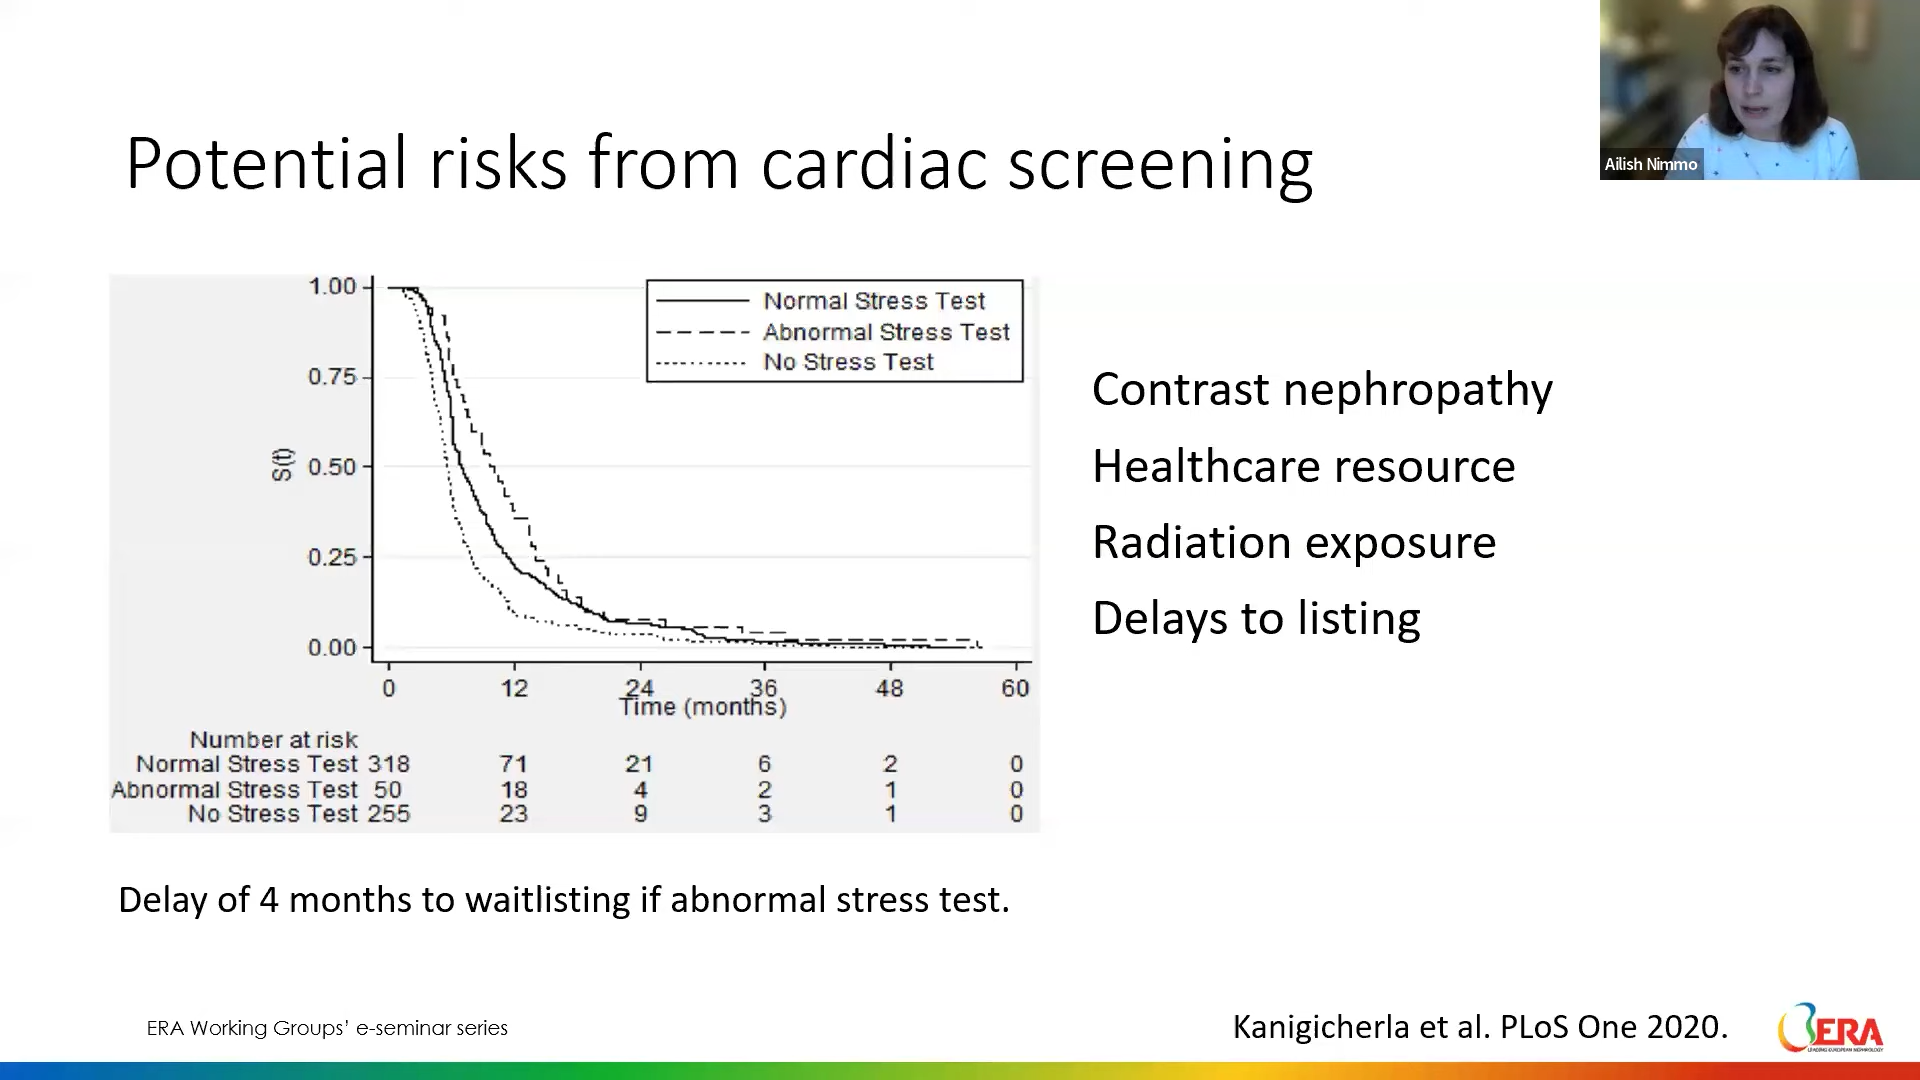 Ailish Nimmo
Potential risks from cardiac screening
1.00
0.75
0.50
0.25
0.00
S(t)
Normal Stress Test
Abnormal Stress Test
No Stress Test
0 12 24 36 48 60
Time (months)
Number at risk
Normal Stress Test 318 71 21 6 2 0
Abnormal Stress Test 50 18 4 2 1 0
No Stress Test 255 23 9 3 1 0
Contrast nephropathy
Healthcare resource
Radiation exposure
Delays to listing
Delay of 4 months to waitlisting if abnormal stress test.
ERA Working Groups’ e-seminar series
Kanigicherla et al. PLoS One 2020.
ERA
LEADING EUROPEAN NEPHROLOGY